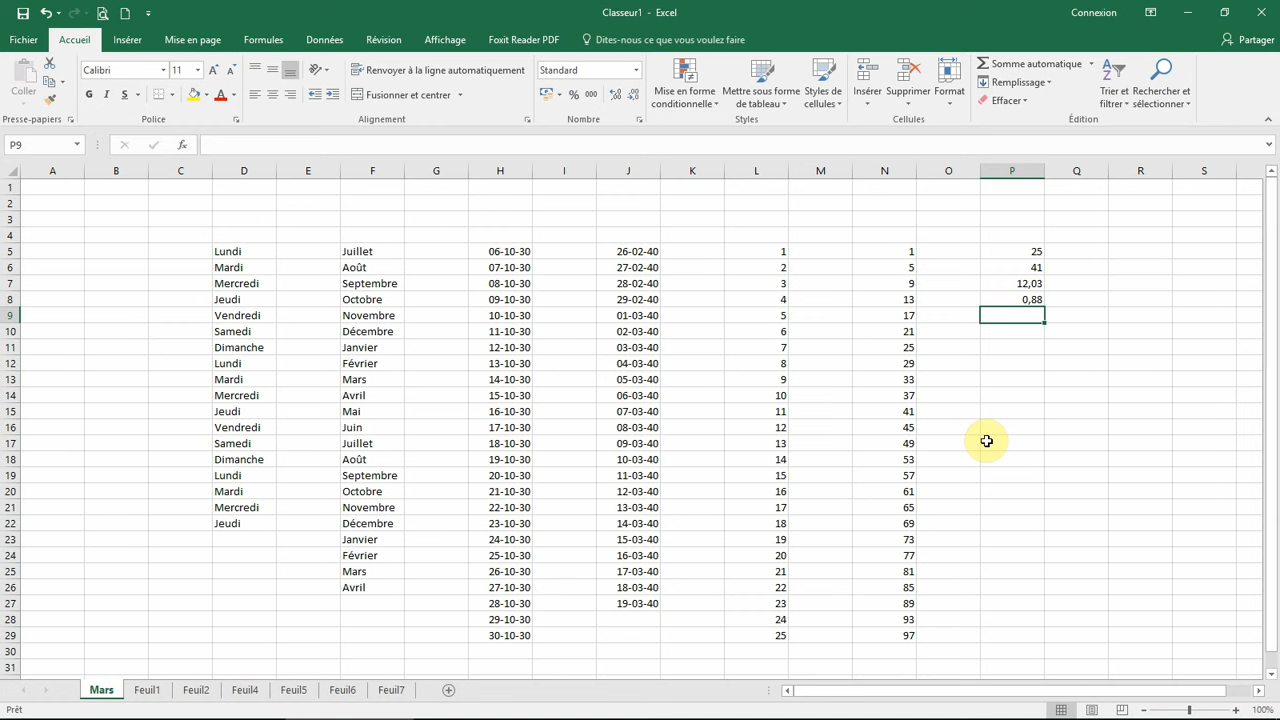 Classeur1 - Excel
Connexion
Fichier Accueil Insérer Mise en page Formules Données Révision Affichage Foxit Reader PDF Dites-nous ce que vous voulez faire Partager
Coller
Calibri 11
G I S A
Renvoyer à la ligne automatiquement
Fusionner et centrer
Standard
% 000
Mise en forme conditionnelle
Mettre sous forme de tableau
Styles de cellules
Insérer Supprimer Format
Somme automatique
Remplissage
Effacer
Trier et filtrer
Rechercher et sélectionner
Presse-papiers Police Alignement Nombre Styles Cellules Édition
P9 fx
A B C D E F G H I J K L M N O P Q R S
1
2
3
4
5 Lundi Juillet 06-10-30 26-02-40 1 1 25
6 Mardi Août 07-10-30 27-02-40 2 5 41
7 Mercredi Septembre 08-10-30 28-02-40 3 9 12,03
8 Jeudi Octobre 09-10-30 29-02-40 4 13 0,88
9 Vendredi Novembre 10-10-30 01-03-40 5 17
10 Samedi Décembre 11-10-30 02-03-40 6 21
11 Dimanche Janvier 12-10-30 03-03-40 7 25
12 Lundi Février 13-10-30 04-03-40 8 29
13 Mardi Mars 14-10-30 05-03-40 9 33
14 Mercredi Avril 15-10-30 06-03-40 10 37
15 Jeudi Mai 16-10-30 07-03-40 11 41
16 Vendredi Juin 17-10-30 08-03-40 12 45
17 Samedi Juillet 18-10-30 09-03-40 13 49
18 Dimanche Août 19-10-30 10-03-40 14 53
19 Lundi Septembre 20-10-30 11-03-40 15 57
20 Mardi Octobre 21-10-30 12-03-40 16 61
21 Mercredi Novembre 22-10-30 13-03-40 17 65
22 Jeudi Décembre 23-10-30 14-03-40 18 69
23 Janvier 24-10-30 15-03-40 19 73
24 Février 25-10-30 16-03-40 20 77
25 Mars 26-10-30 17-03-40 21 81
26 Avril 27-10-30 18-03-40 22 85
27 28-10-30 19-03-40 23 89
28 29-10-30 24 93
29 30-10-30 25 97
30
31
Mars Feuil1 Feuil2 Feuil4 Feuil5 Feuil6 Feuil7
Prêt 100%